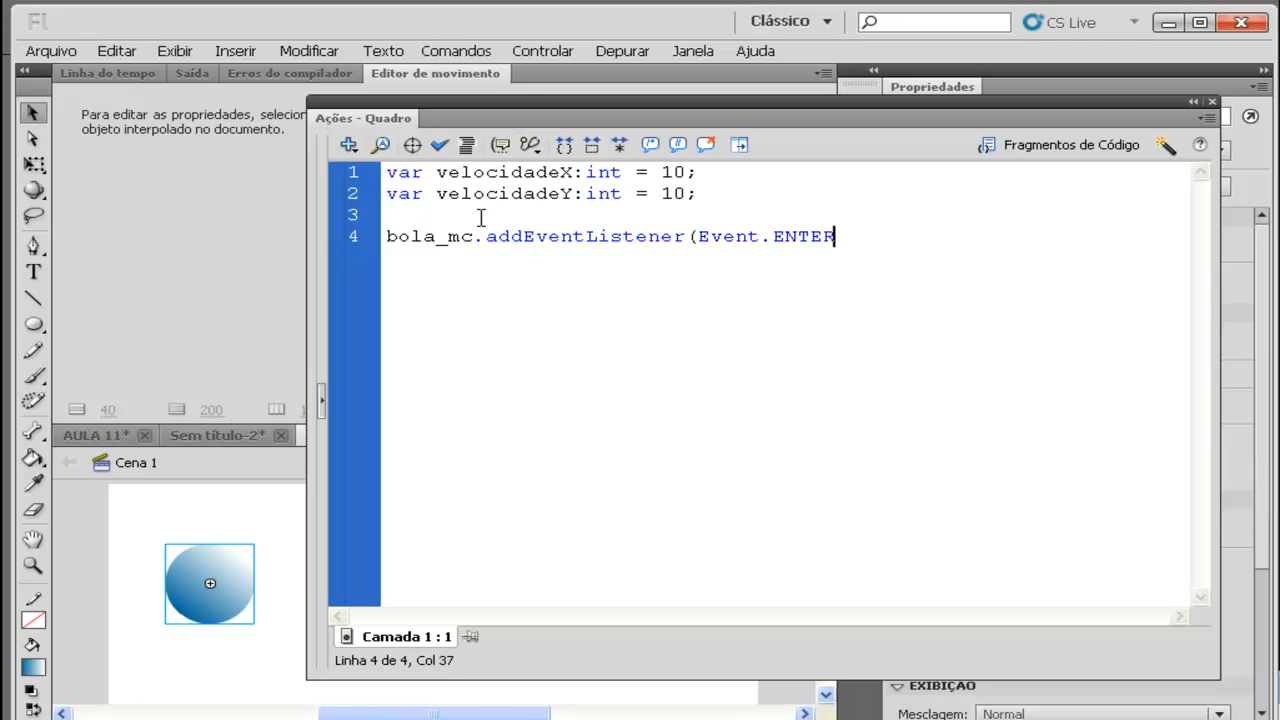 Fl
Clássico
CS Live
Arquivo Editar Exibir Inserir Modificar Texto Comandos Controlar Depurar Janela Ajuda
Linha do tempo Saída Erros do compilador Editor de movimento
Propriedades
Para editar as propriedades, selecion
objeto interpolado no documento.
Ações - Quadro
Fragmentos de Código
1 var velocidadeX:int = 10;
2 var velocidadeY:int = 10;
3
4 bola_mc.addEventListener(Event.ENTER
40 200 1
AULA 11* Sem título-2*
Cena 1
Camada 1 : 1
Linha 4 de 4, Col 37
EXIBIÇÃO
Mesclagem: Normal